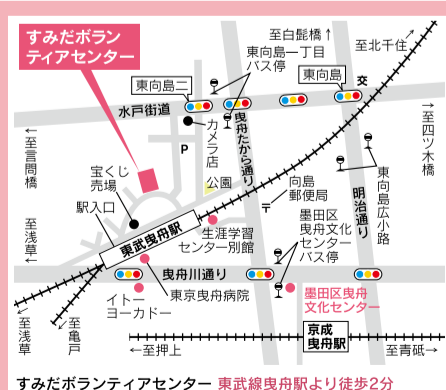 すみだボラン
ティアセンター
至白髭橋↑
至北千住→
東向島一丁目
バス停
東向島二
東向島
交
水戸街道
カメラ店
P
曳舟たから通り
←至言問橋
→至四ツ木橋
宝くじ
売場
公園
向島
郵便局
〒
明治通り
東向島広小路
駅入口
←至浅草
東武曳舟駅
生涯学習
センター別館
墨田区
曳舟文化
センター
バス停
曳舟川通り
東京曳舟病院
イトー
ヨーカドー
墨田区曳舟
文化センター
←至浅草
←至亀戸
京成
曳舟駅
←至押上
至青砥→
すみだボランティアセンター 東武線曳舟駅より徒歩2分